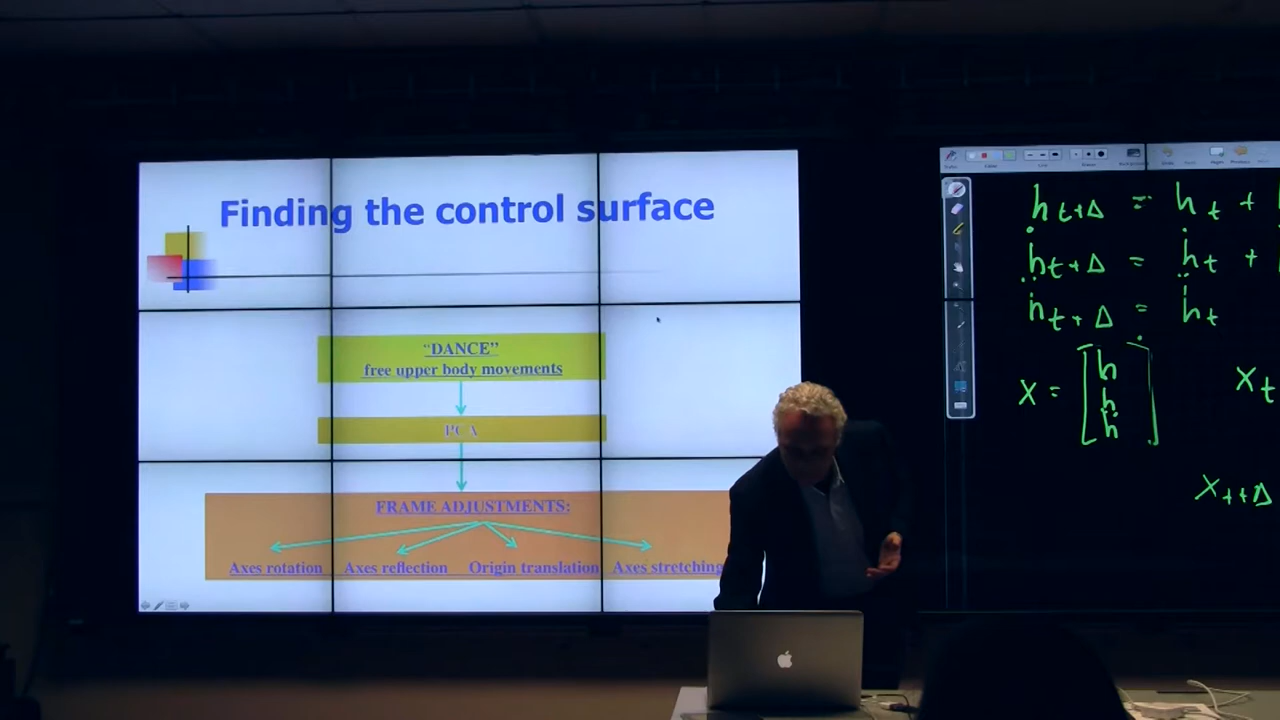 Finding the control surface
“DANCE”
free upper body movements
PCA
FRAME ADJUSTMENTS:
Axes rotation Axes reflection Origin translation Axes stretching
h t+Δ = h t +
ḣ t+Δ = ḣ t +
ḧ t+Δ = ḧ t
X = [h
ḣ
ḧ]
X t
X t+Δ